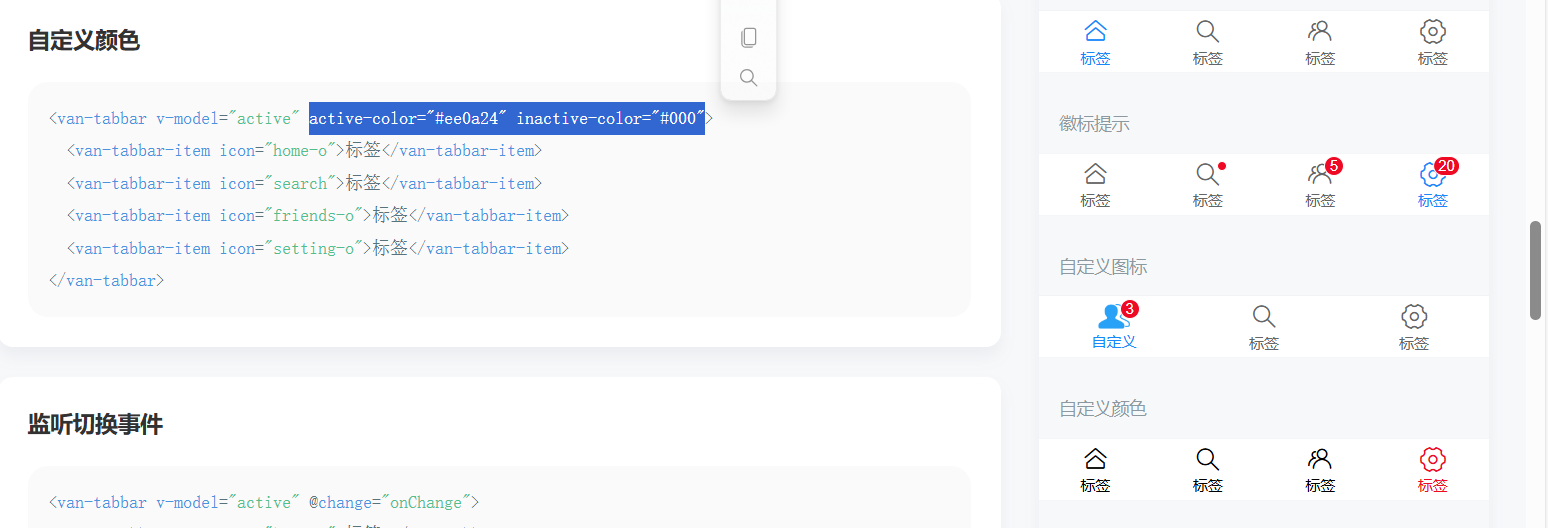 自定义颜色
<van-tabbar v-model="active" active-color="#ee0a24" inactive-color="#000">
<van-tabbar-item icon="home-o">标签</van-tabbar-item>
<van-tabbar-item icon="search">标签</van-tabbar-item>
<van-tabbar-item icon="friends-o">标签</van-tabbar-item>
<van-tabbar-item icon="setting-o">标签</van-tabbar-item>
</van-tabbar>
监听切换事件
<van-tabbar v-model="active" @change="onChange">
标签 标签 标签 标签
徽标提示
5 20
标签 标签 标签 标签
自定义图标
3
自定义 标签 标签
自定义颜色
标签 标签 标签 标签